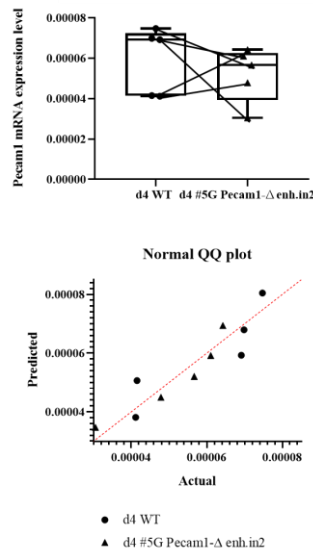 Pecam1 mRNA expression level
0.00008
0.00006
0.00004
0.00002
0.00000
d4 WT d4 #5G Pecam1-Δ enh.in2
Normal QQ plot
Predicted
0.00008
0.00006
0.00004
0.00004 0.00006 0.00008
Actual
d4 WT
d4 #5G Pecam1-Δ enh.in2